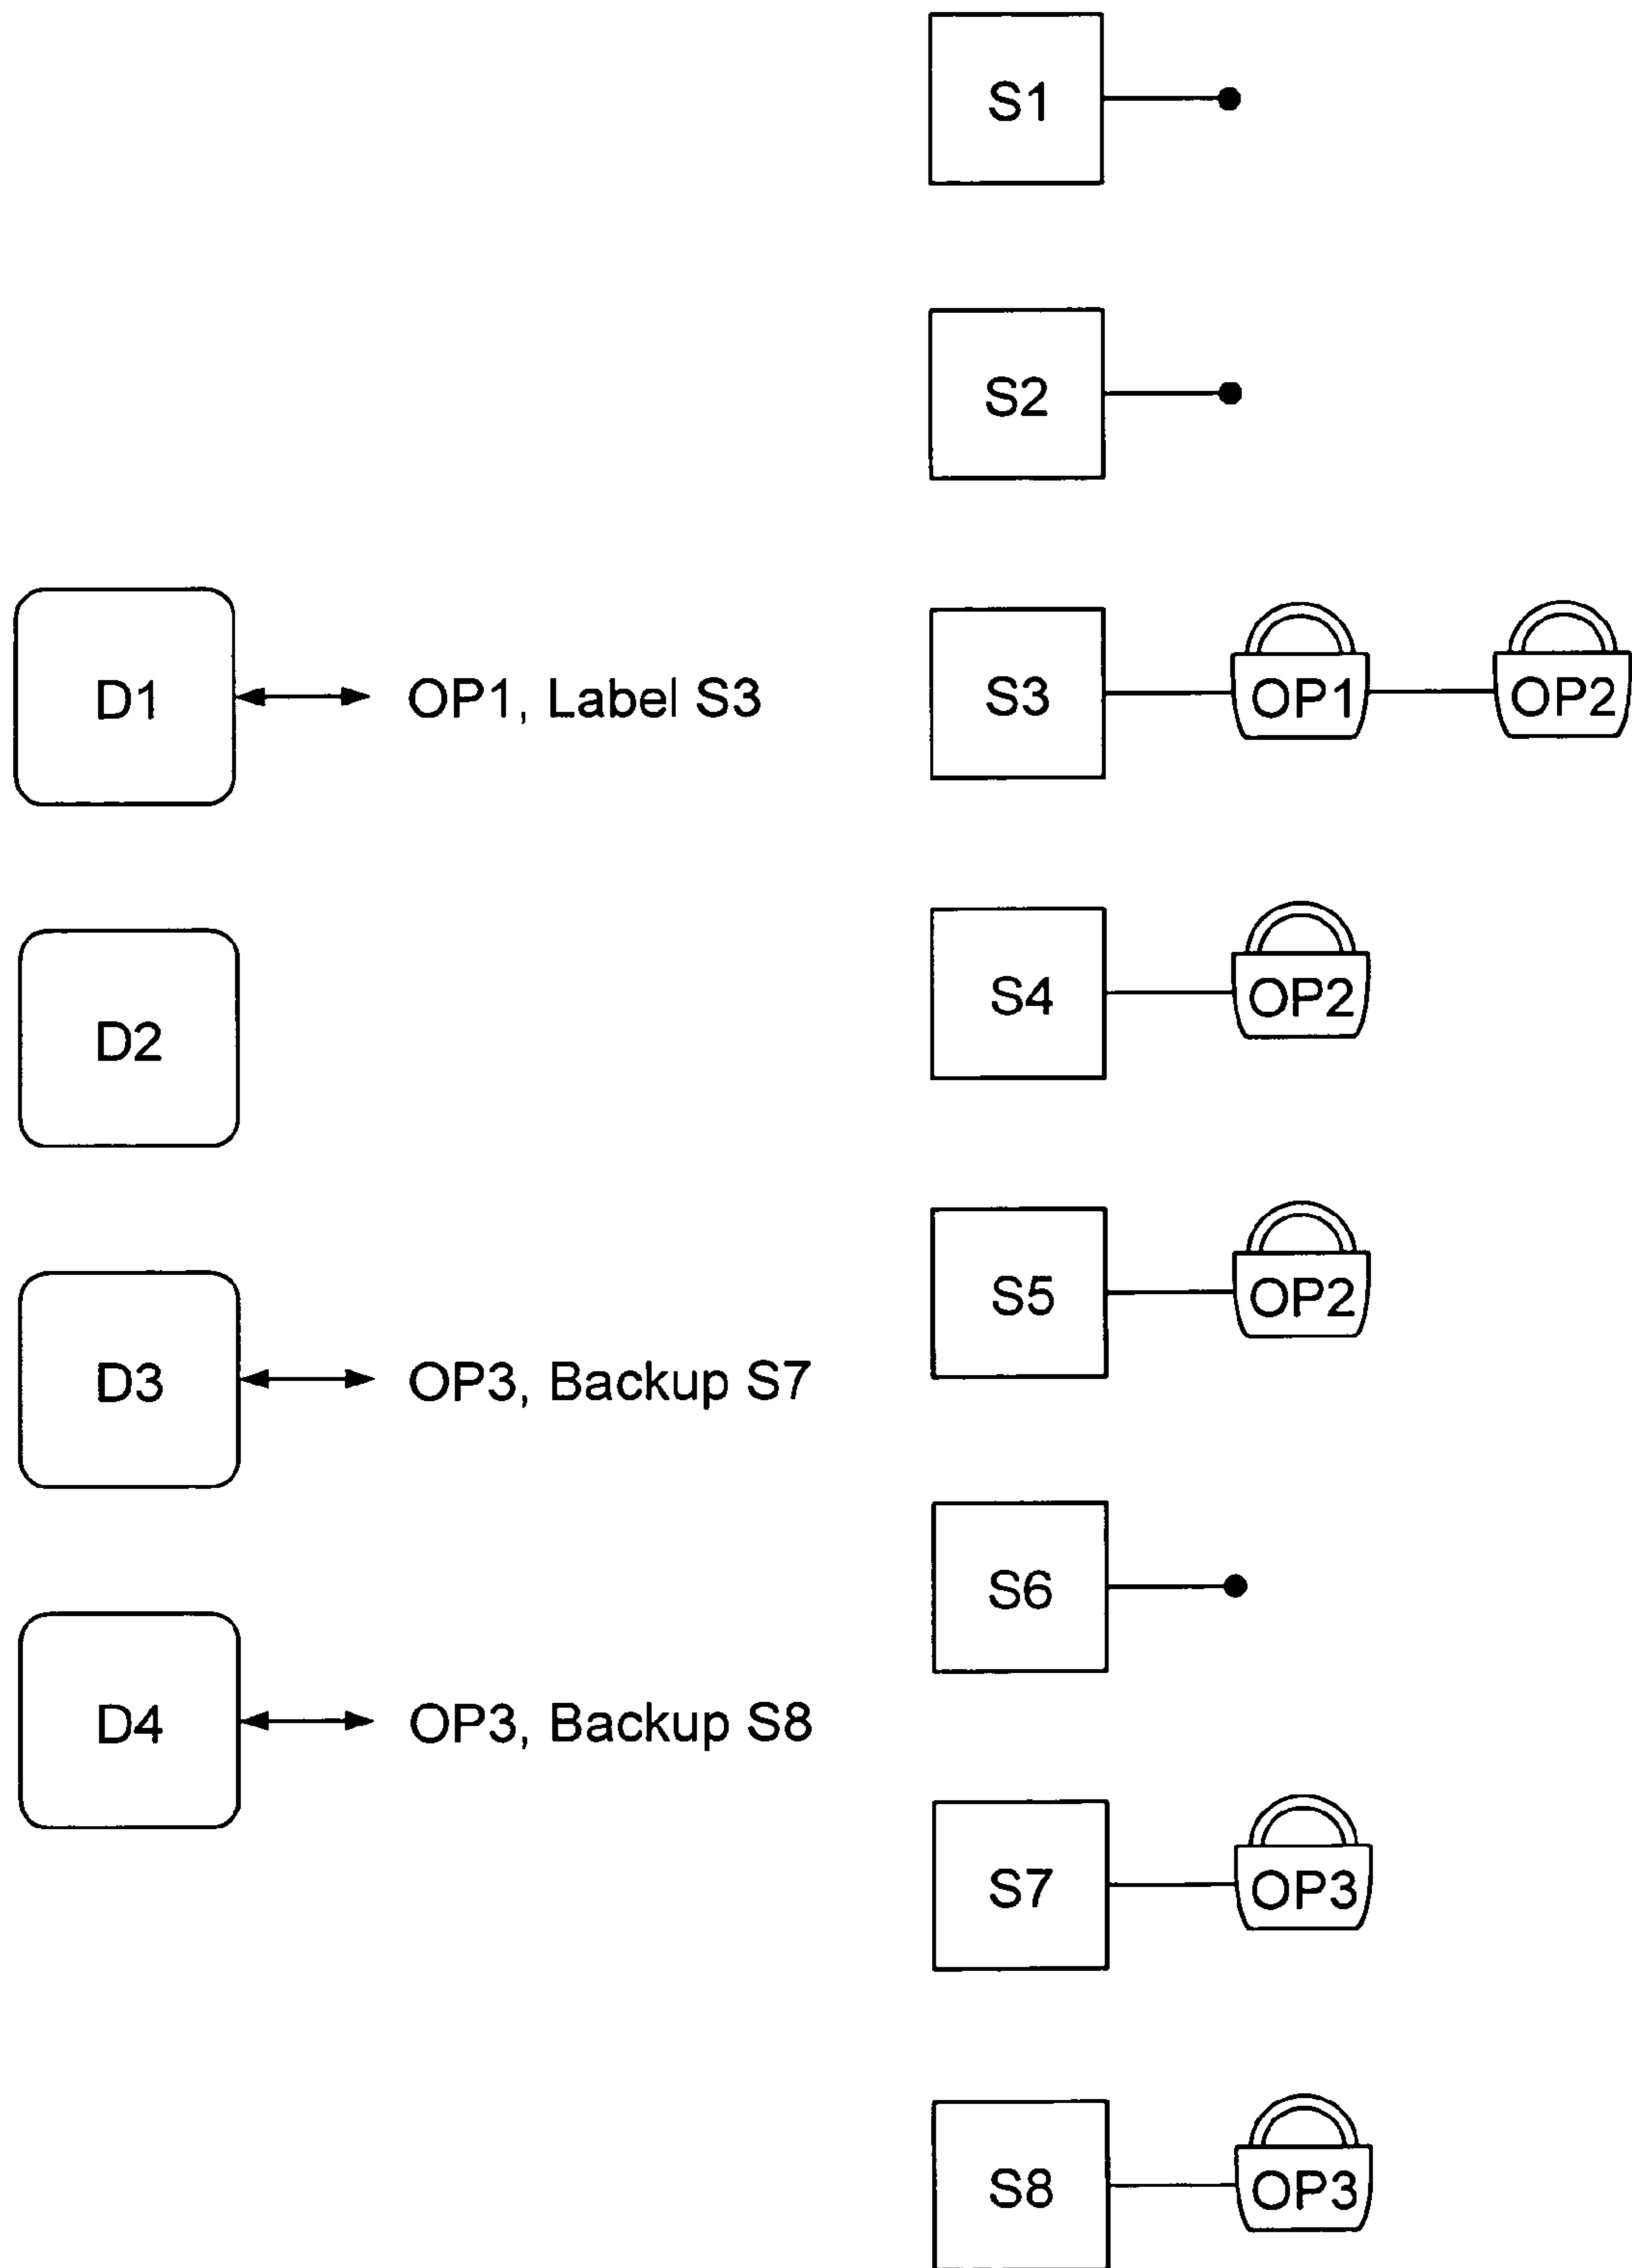 S1
S2
D1
OP1, Label S3
S3
OP1
OP2
D2
S4
OP2
S5
OP2
D3
OP3, Backup S7
S6
D4
OP3, Backup S8
S7
OP3
S8
OP3